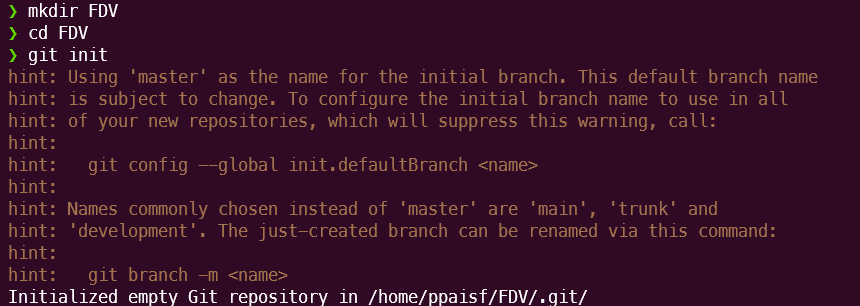 ❯ mkdir FDV
❯ cd FDV
❯ git init
hint: Using 'master' as the name for the initial branch. This default branch name
hint: is subject to change. To configure the initial branch name to use in all
hint: of your new repositories, which will suppress this warning, call:
hint:
hint:   git config --global init.defaultBranch <name>
hint:
hint: Names commonly chosen instead of 'master' are 'main', 'trunk' and
hint: 'development'. The just-created branch can be renamed via this command:
hint:
hint:   git branch -m <name>
Initialized empty Git repository in /home/ppaisf/FDV/.git/